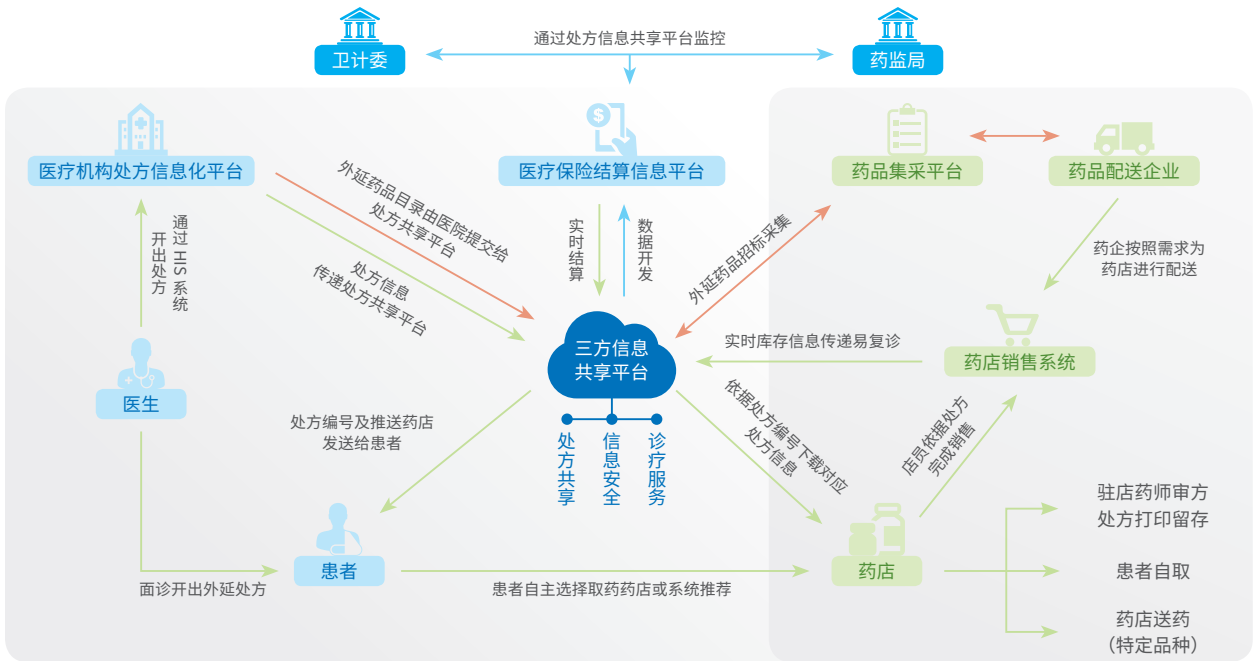 通过处方信息共享平台监控
卫计委
药监局
医疗机构处方信息化平台
医疗保险结算信息平台
药品集采平台
药品配送企业
外延药品目录由医院提交给
处方共享平台
处方信息
传递处方共享平台
通过 HIS 系统
开出处方
实时结算
数据开发
外延药品招标采集
药企按照需求为
药店进行配送
三方信息
共享平台
实时库存信息传递易复诊
药店销售系统
医生
处方编号及推送药店
发送给患者
处方共享
信息安全
诊疗服务
依据处方编号下载对应
处方信息
店员依据处方
完成销售
驻店药师审方
处方打印留存
患者
药店
患者自取
面诊开出外延处方
患者自主选择取药药店或系统推荐
药店送药
（特定品种）